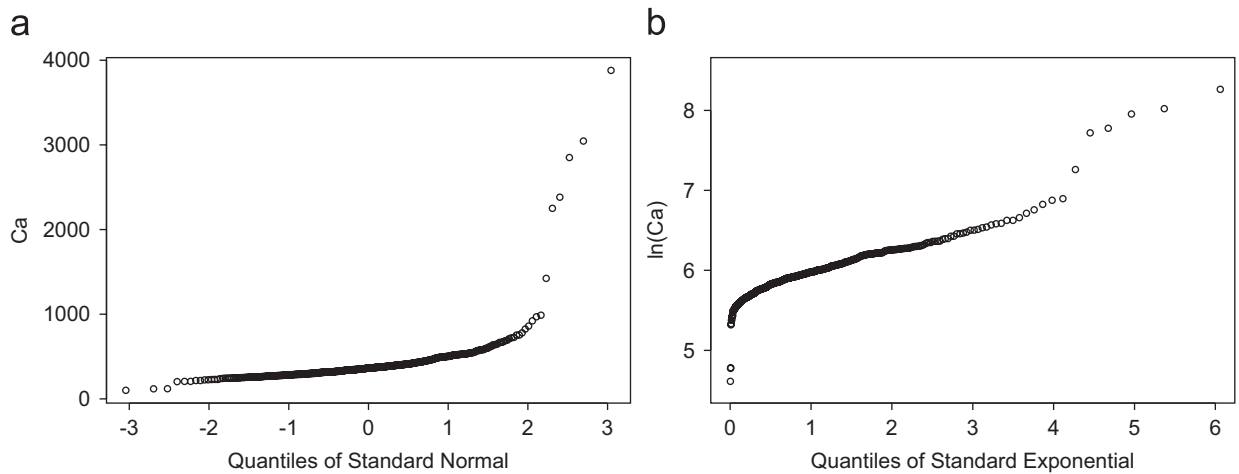 a
4000
3000
2000
1000
0
Ca
-3 -2 -1 0 1 2 3
Quantiles of Standard Normal
b
8
7
6
5
ln(Ca)
0 1 2 3 4 5 6
Quantiles of Standard Exponential